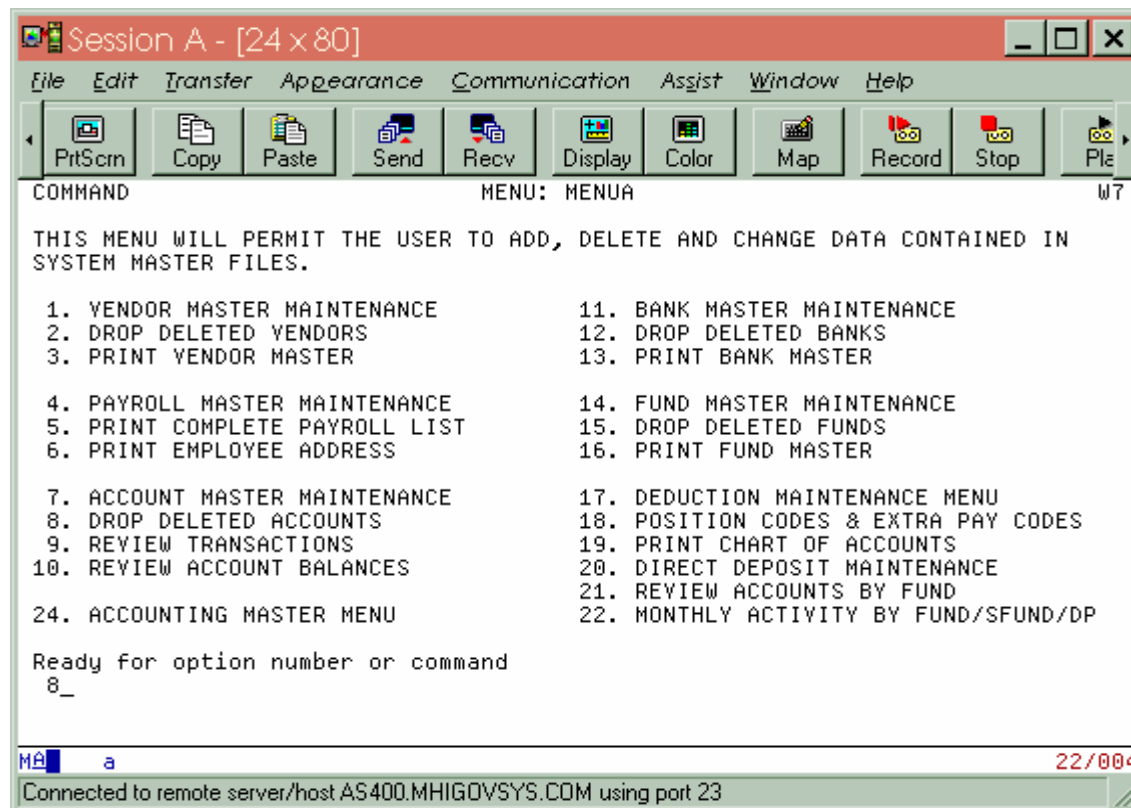 Session A - [24 x 80]
File Edit Transfer Appearance Communication Assist Window Help
PrtScrn Copy Paste Send Recv Display Color Map Record Stop Pla
COMMAND MENU: MENUA W7
THIS MENU WILL PERMIT THE USER TO ADD, DELETE AND CHANGE DATA CONTAINED IN
SYSTEM MASTER FILES.
1. VENDOR MASTER MAINTENANCE 11. BANK MASTER MAINTENANCE
2. DROP DELETED VENDORS 12. DROP DELETED BANKS
3. PRINT VENDOR MASTER 13. PRINT BANK MASTER
4. PAYROLL MASTER MAINTENANCE 14. FUND MASTER MAINTENANCE
5. PRINT COMPLETE PAYROLL LIST 15. DROP DELETED FUNDS
6. PRINT EMPLOYEE ADDRESS 16. PRINT FUND MASTER
7. ACCOUNT MASTER MAINTENANCE 17. DEDUCTION MAINTENANCE MENU
8. DROP DELETED ACCOUNTS 18. POSITION CODES & EXTRA PAY CODES
9. REVIEW TRANSACTIONS 19. PRINT CHART OF ACCOUNTS
10. REVIEW ACCOUNT BALANCES 20. DIRECT DEPOSIT MAINTENANCE
21. REVIEW ACCOUNTS BY FUND
24. ACCOUNTING MASTER MENU 22. MONTHLY ACTIVITY BY FUND/SFUND/DP
Ready for option number or command
8_
MA a 22/004
Connected to remote server/host AS400.MHIGOVSYS.COM using port 23